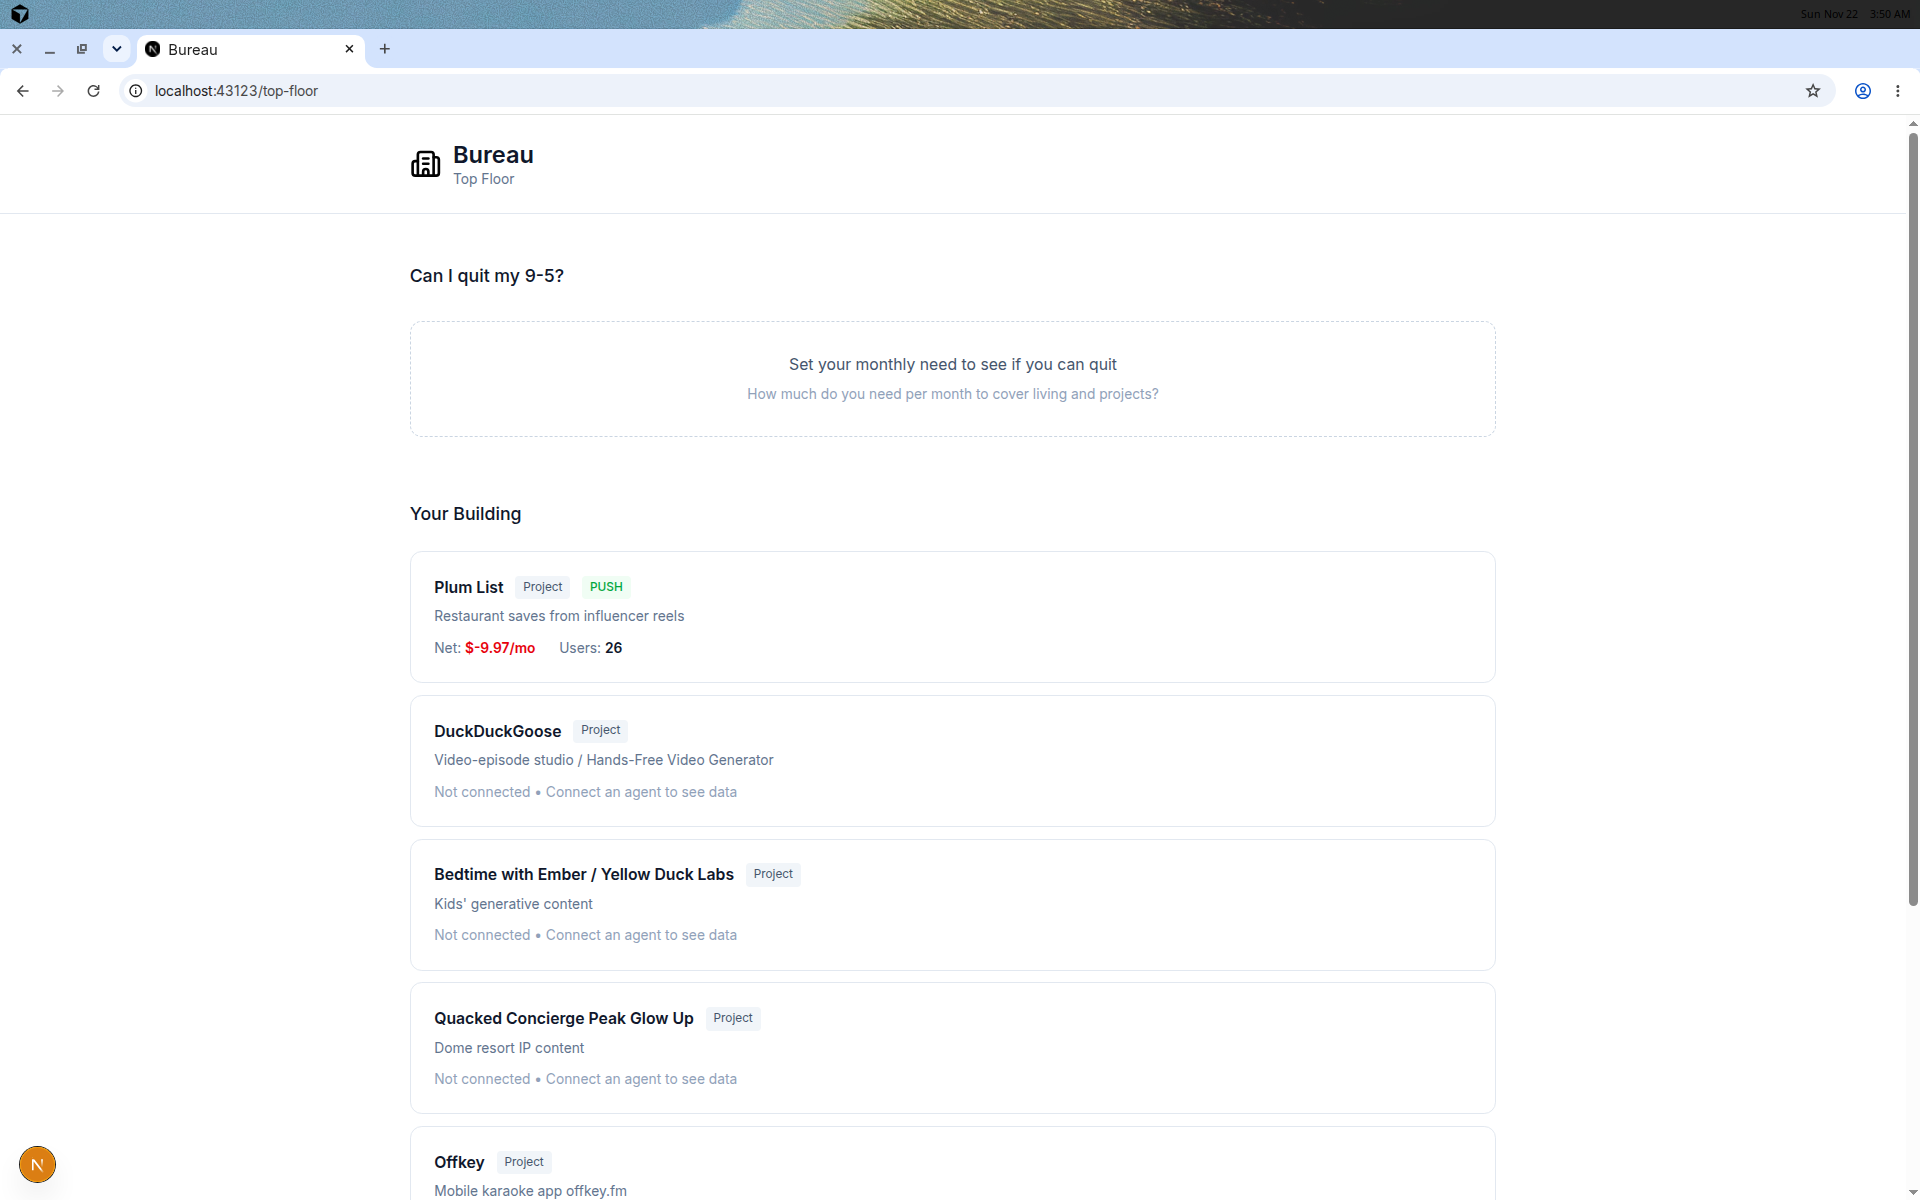 Sun Nov 22 3:50 AM
Bureau
localhost:43123/top-floor
Bureau
Top Floor
Can I quit my 9-5?
Set your monthly need to see if you can quit
How much do you need per month to cover living and projects?
Your Building
Plum List Project PUSH
Restaurant saves from influencer reels
Net: $-9.97/mo Users: 26
DuckDuckGoose Project
Video-episode studio / Hands-Free Video Generator
Not connected • Connect an agent to see data
Bedtime with Ember / Yellow Duck Labs Project
Kids' generative content
Not connected • Connect an agent to see data
Quacked Concierge Peak Glow Up Project
Dome resort IP content
Not connected • Connect an agent to see data
Offkey Project
Mobile karaoke app offkey.fm
N